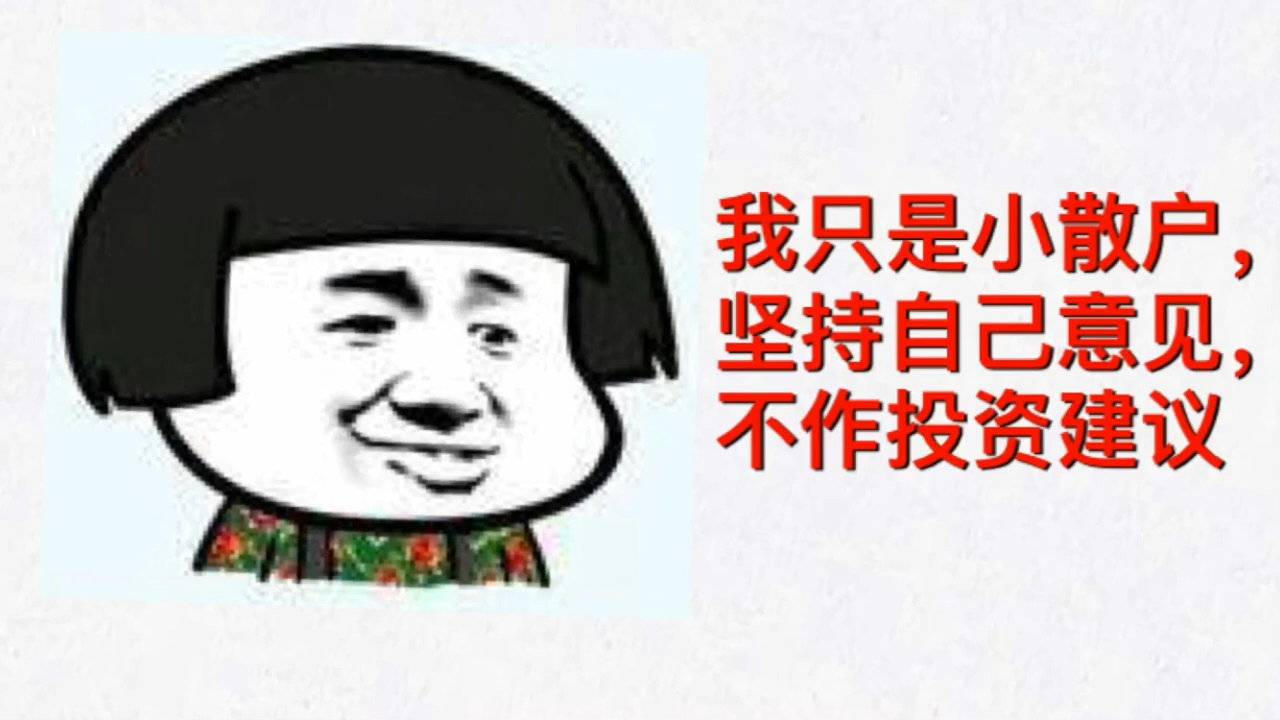 我只是小散户，
坚持自己意见，
不作投资建议